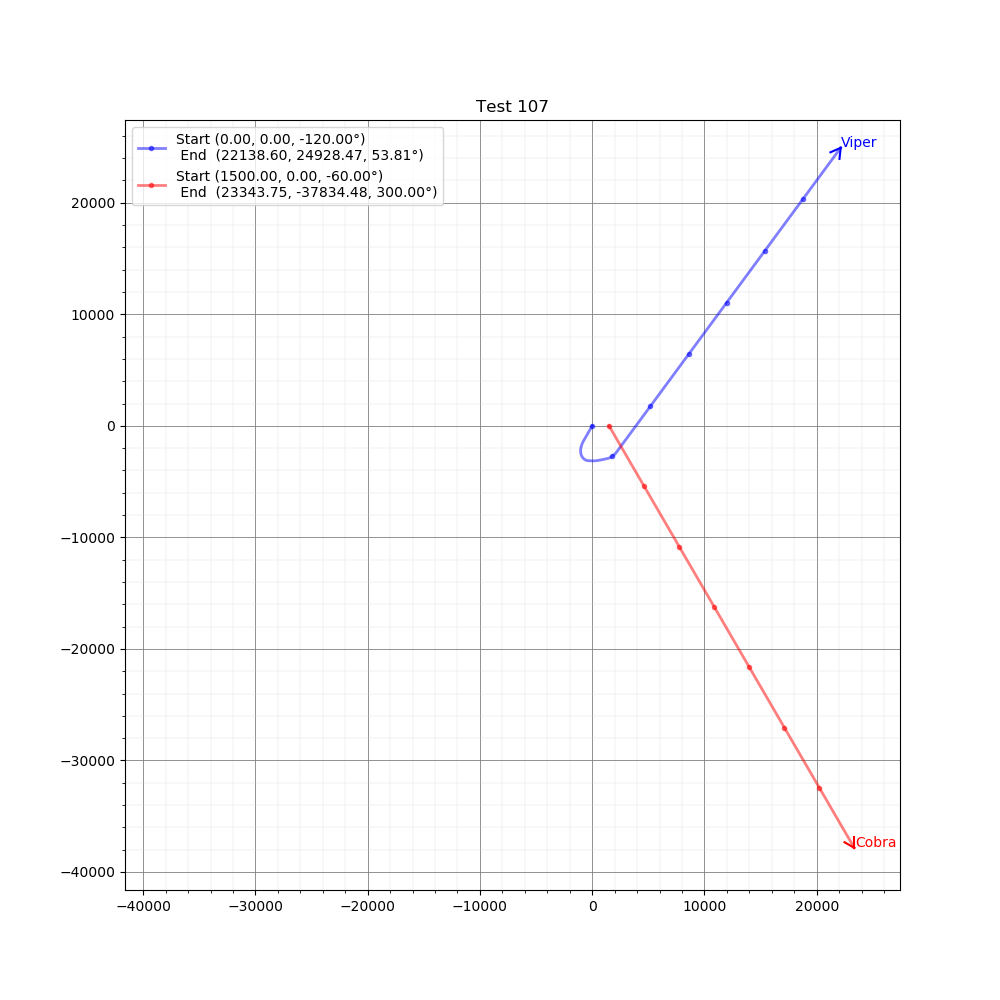 Test 107
Start (0.00, 0.00, -120.00°)
End (22138.60, 24928.47, 53.81°)
Start (1500.00, 0.00, -60.00°)
End (23343.75, -37834.48, 300.00°)
Viper
Cobra
20000
10000
0
−10000
−20000
−30000
−40000
−40000 −30000 −20000 −10000 0 10000 20000